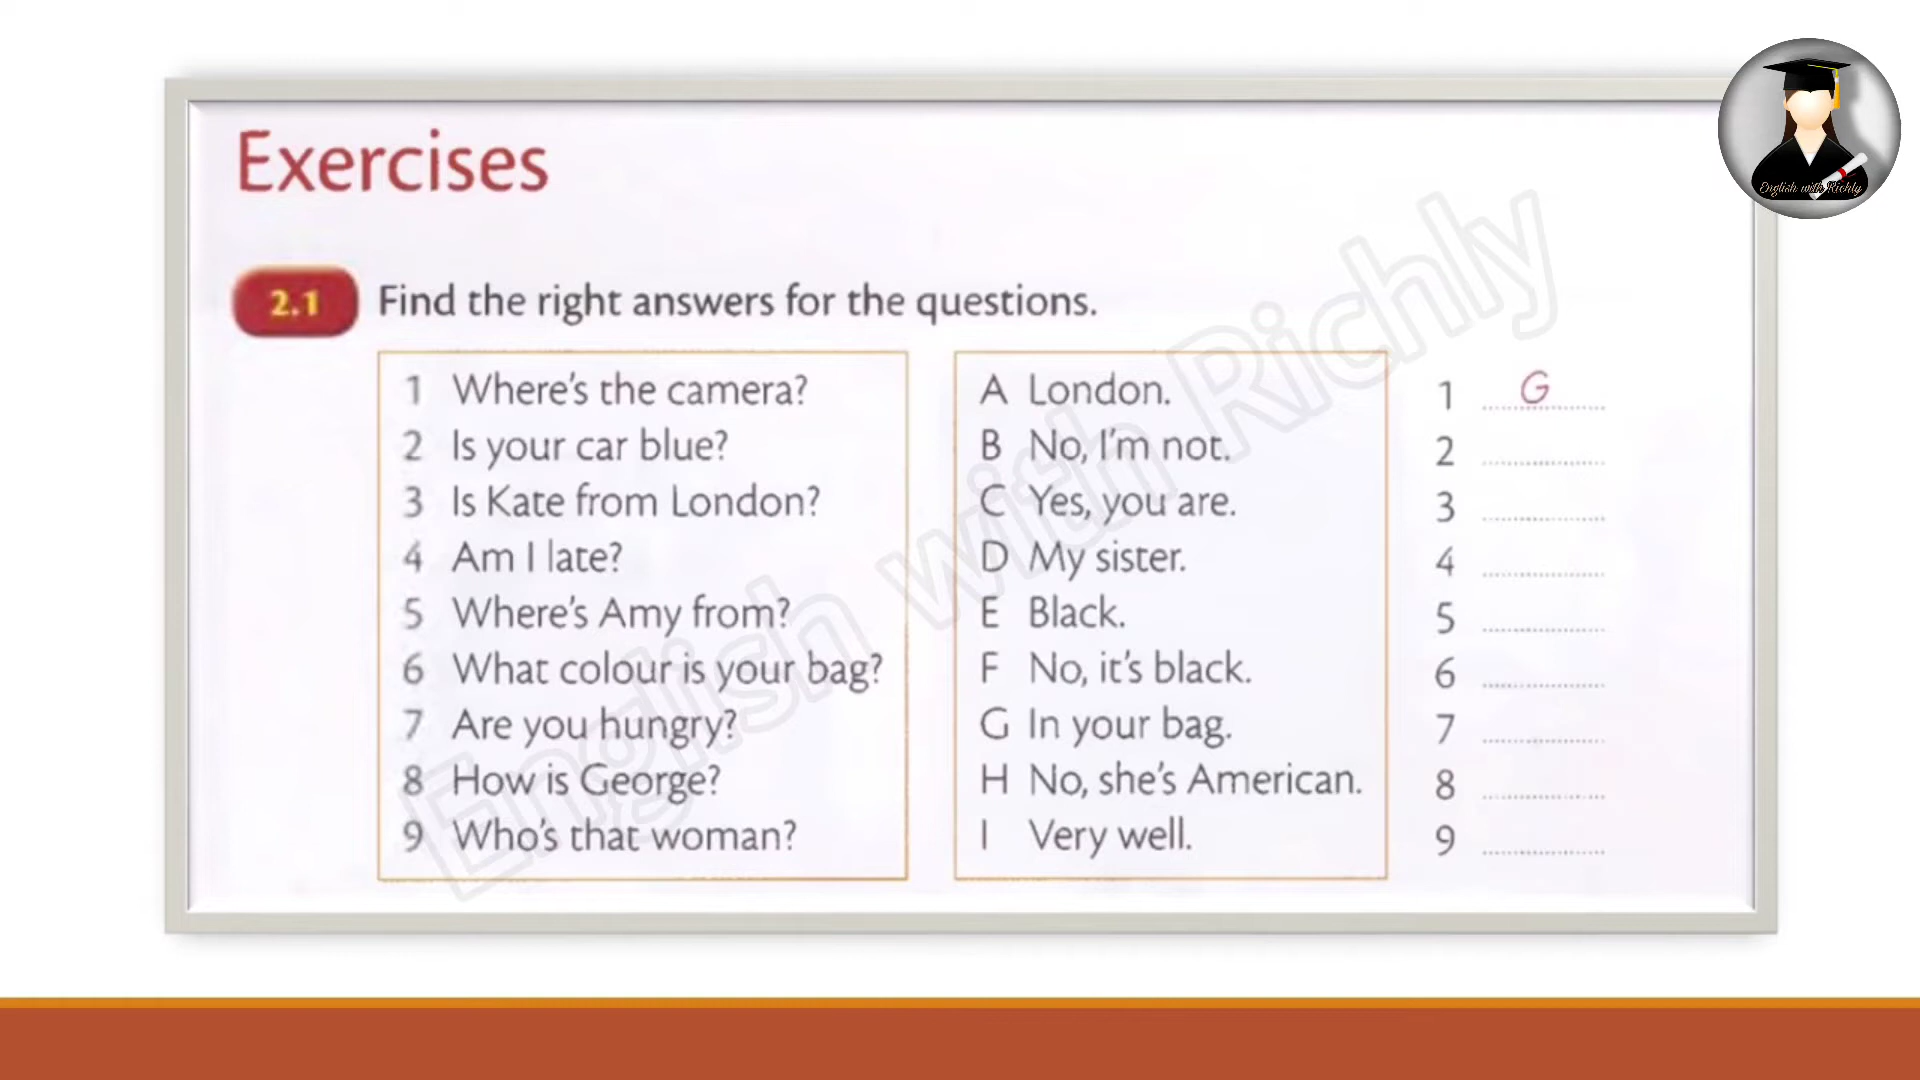 English with Richly
Exercises
2.1 Find the right answers for the questions.
1 Where's the camera?
2 Is your car blue?
3 Is Kate from London?
4 Am I late?
5 Where's Amy from?
6 What colour is your bag?
7 Are you hungry?
8 How is George?
9 Who's that woman?
A London.
B No, I'm not.
C Yes, you are.
D My sister.
E Black.
F No, it's black.
G In your bag.
H No, she's American.
I Very well.
1 G
2
3
4
5
6
7
8
9
English with Richly